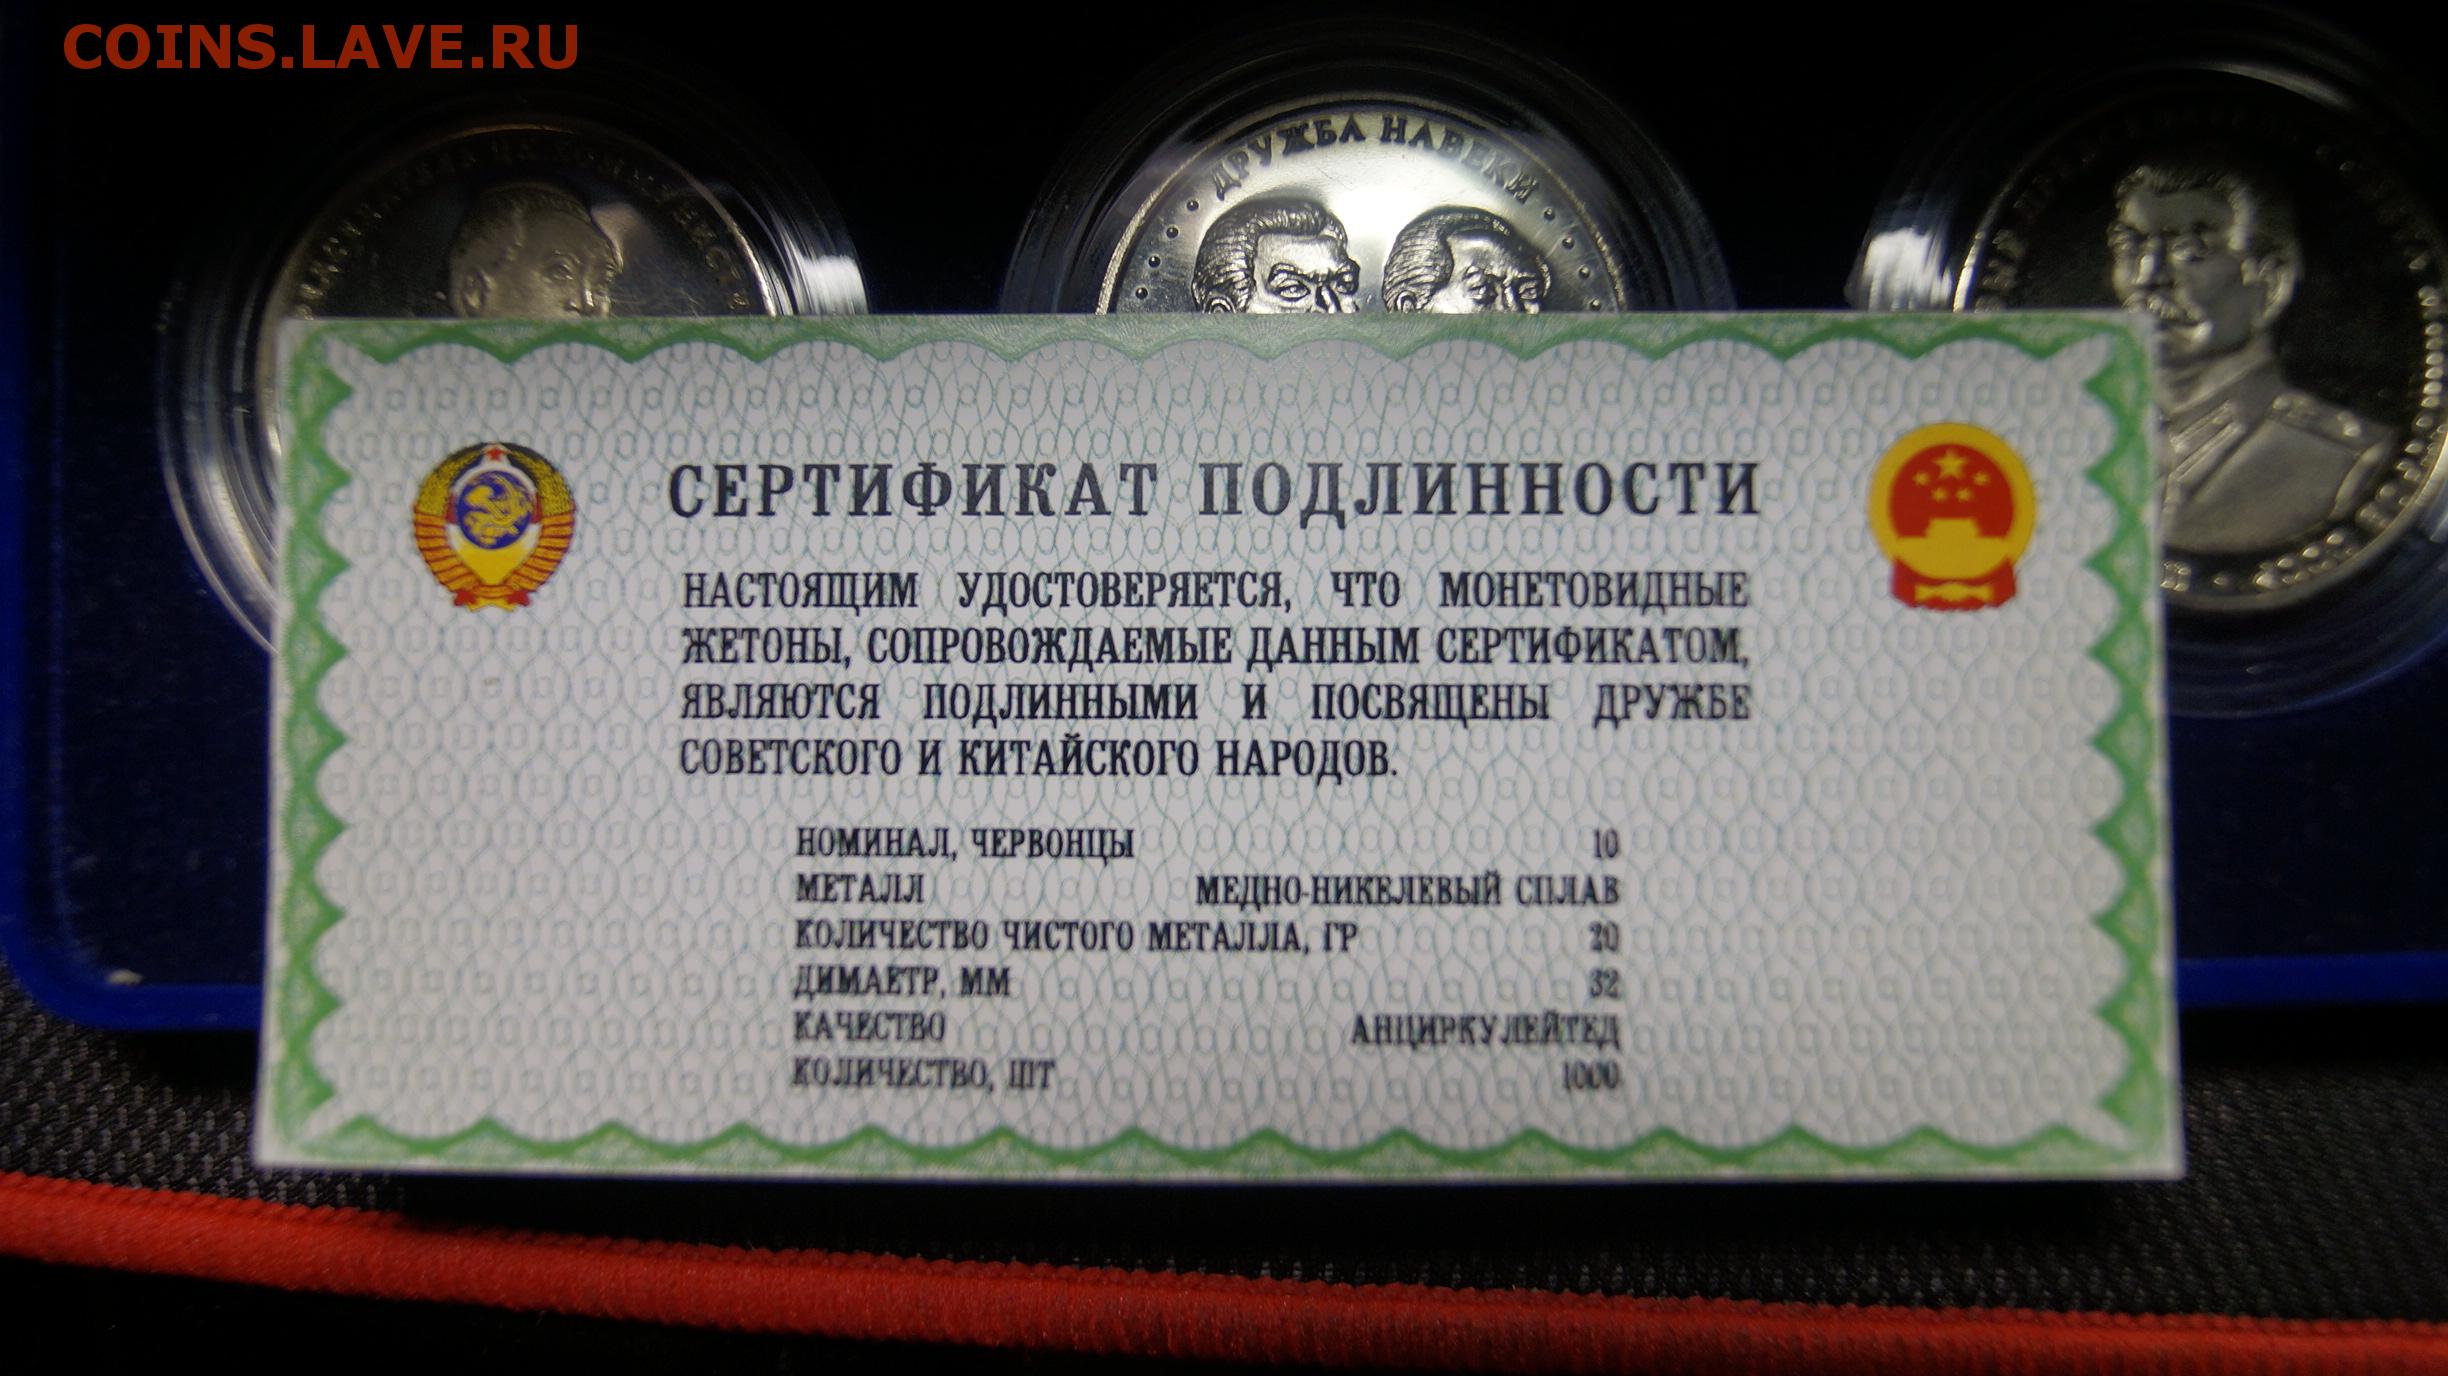 COINS.LAVE.RU
ДРУЖБА НАВЕКИ
СЕРТИФИКАТ ПОДЛИННОСТИ
НАСТОЯЩИМ УДОСТОВЕРЯЕТСЯ, ЧТО МОНЕТОВИДНЫЕ
ЖЕТОНЫ, СОПРОВОЖДАЕМЫЕ ДАННЫМ СЕРТИФИКАТОМ,
ЯВЛЯЮТСЯ ПОДЛИННЫМИ И ПОСВЯЩЕНЫ ДРУЖБЕ
СОВЕТСКОГО И КИТАЙСКОГО НАРОДОВ.
НОМИНАЛ, ЧЕРВОНЦЫ 10
МЕТАЛЛ МЕДНО-НИКЕЛЕВЫЙ СПЛАВ
КОЛИЧЕСТВО ЧИСТОГО МЕТАЛЛА, ГР 20
ДИМАЕТР, ММ 32
КАЧЕСТВО АНЦИРКУЛЕЙТЕД
КОЛИЧЕСТВО, ШТ 1000